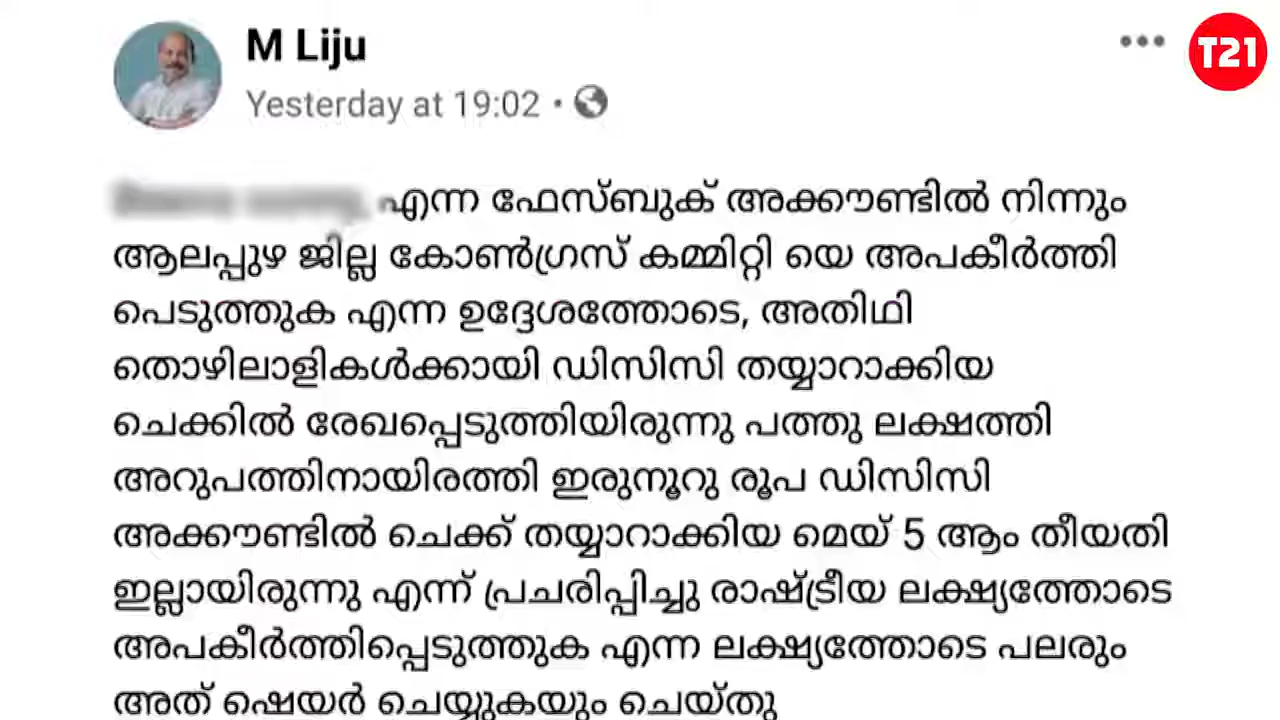 M Liju
T21
Yesterday at 19:02 •
എന്ന ഫേസ്ബുക് അക്കൗണ്ടിൽ നിന്നും
ആലപ്പുഴ ജില്ല കോൺഗ്രസ് കമ്മിറ്റി യെ അപകീർത്തി
പെടുത്തുക എന്ന ഉദ്ദേശത്തോടെ, അതിഥി
തൊഴിലാളികൾക്കായി ഡിസിസി തയ്യാറാക്കിയ
ചെക്കിൽ രേഖപ്പെടുത്തിയിരുന്നു പത്തു ലക്ഷത്തി
അറുപത്തിനായിരത്തി ഇരുനൂറു രൂപ ഡിസിസി
അക്കൗണ്ടിൽ ചെക്ക് തയ്യാറാക്കിയ മെയ് 5 ആം തീയതി
ഇല്ലായിരുന്നു എന്ന് പ്രചരിപ്പിച്ചു രാഷ്ട്രീയ ലക്ഷ്യത്തോടെ
അപകീർത്തിപ്പെടുത്തുക എന്ന ലക്ഷ്യത്തോടെ പലരും
അത് ഷെയർ ചെയ്യുകയും ചെയ്തു